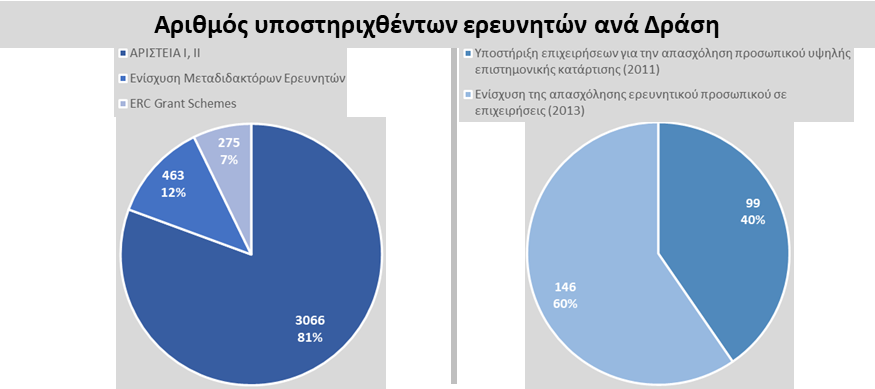 Αριθμός υποστηριχθέντων ερευνητών ανά Δράση
ΑΡΙΣΤΕΙΑ Ι, ΙΙ
Ενίσχυση Μεταδιδακτόρων Ερευνητών
ERC Grant Schemes
275
7%
463
12%
3066
81%
Υποστήριξη επιχειρήσεων για την απασχόληση προσωπικού υψηλής
επιστημονικής κατάρτισης (2011)
Ενίσχυση της απασχόλησης ερευνητικού προσωπικού σε
επιχειρήσεις (2013)
99
40%
146
60%